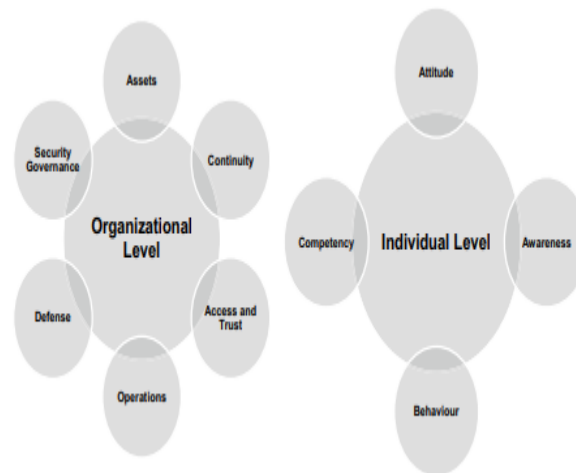 Assets
Security
Governance
Continuity
Organizational
Level
Defense
Access and
Trust
Operations
Attitude
Competency
Individual Level
Awareness
Behaviour